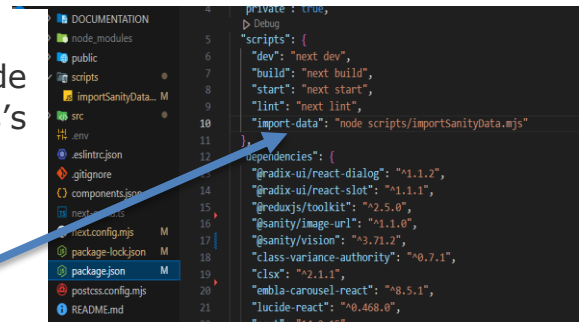 de
's
DOCUMENTATION
node_modules
public
scripts
importSanityData... M
src
.env
.eslintrc.json
.gitignore
components.json
next.config.mjs M
package-lock.json M
package.json M
postcss.config.mjs
README.md
4 "private": true,
Debug
5 "scripts": {
6 "dev": "next dev",
7 "build": "next build",
8 "start": "next start",
9 "lint": "next lint",
10 "import-data": "node scripts/importSanityData.mjs"
11 },
12 "dependencies": {
13 "@radix-ui/react-dialog": "^1.1.2",
14 "@radix-ui/react-slot": "^1.1.1",
15 "@reduxjs/toolkit": "^2.5.0",
16 "@sanity/image-url": "^1.1.0",
17 "@sanity/vision": "^3.71.2",
18 "class-variance-authority": "^0.7.1",
19 "clsx": "^2.1.1",
20 "embla-carousel-react": "^8.5.1",
21 "lucide-react": "^0.468.0",